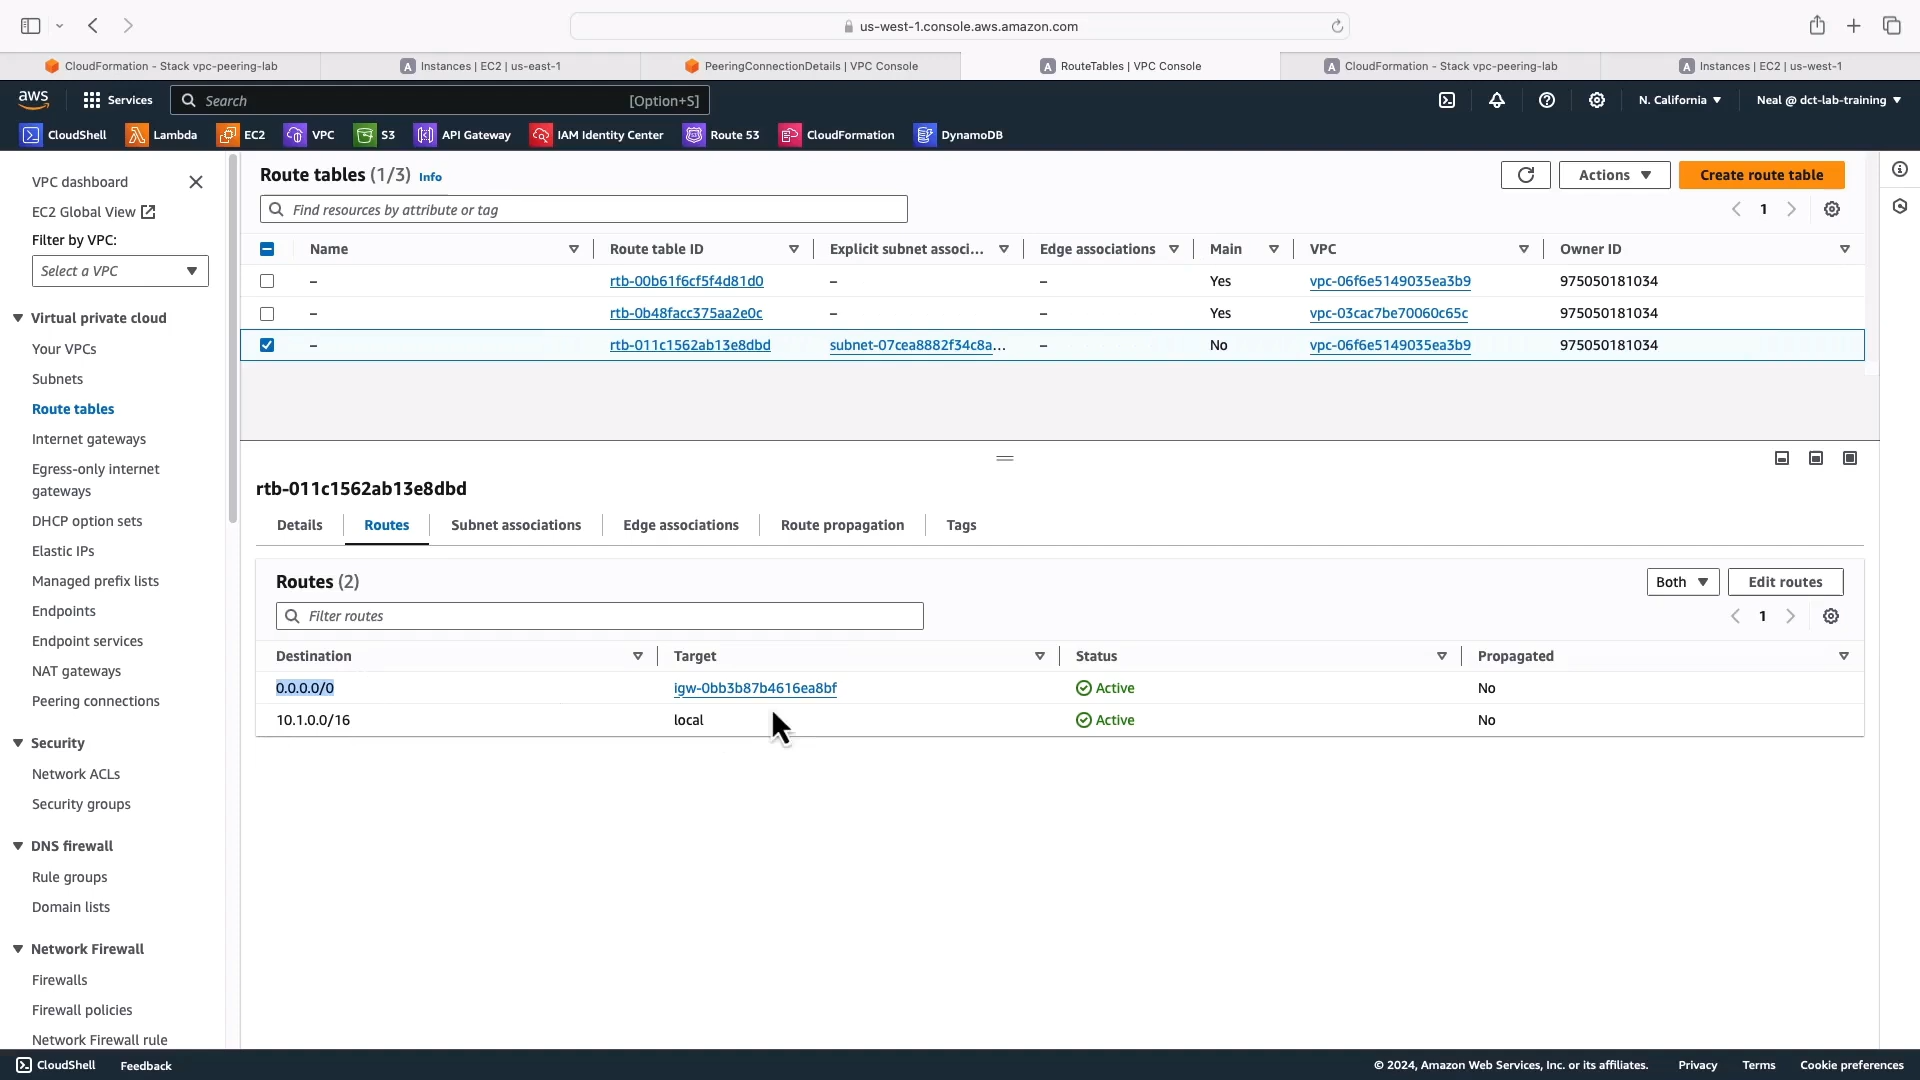 us-west-1.console.aws.amazon.com
CloudFormation - Stack vpc-peering-lab
Instances | EC2 | us-east-1
PeeringConnectionDetails | VPC Console
RouteTables | VPC Console
CloudFormation - Stack vpc-peering-lab
Instances | EC2 | us-west-1
aws Services Search [Option+S] N. California Neal @ dct-lab-training
CloudShell Lambda EC2 VPC S3 API Gateway IAM Identity Center Route 53 CloudFormation DynamoDB
VPC dashboard
EC2 Global View
Filter by VPC:
Select a VPC
Virtual private cloud
Your VPCs
Subnets
Route tables
Internet gateways
Egress-only internet
gateways
DHCP option sets
Elastic IPs
Managed prefix lists
Endpoints
Endpoint services
NAT gateways
Peering connections
Security
Network ACLs
Security groups
DNS firewall
Rule groups
Domain lists
Network Firewall
Firewalls
Firewall policies
Network Firewall rule
Route tables (1/3) Info
Actions
Create route table
Find resources by attribute or tag
1
Name Route table ID Explicit subnet associ... Edge associations Main VPC Owner ID
– rtb-00b61f6cf5f4d81d0 – – Yes vpc-06f6e5149035ea3b9 975050181034
– rtb-0b48facc375aa2e0c – – Yes vpc-03cac7be70060c65c 975050181034
– rtb-011c1562ab13e8dbd subnet-07cea8882f34c8a... – No vpc-06f6e5149035ea3b9 975050181034
rtb-011c1562ab13e8dbd
Details Routes Subnet associations Edge associations Route propagation Tags
Routes (2)
Both
Edit routes
Filter routes
1
Destination Target Status Propagated
0.0.0.0/0 igw-0bb3b87b4616ea8bf Active No
10.1.0.0/16 local Active No
CloudShell Feedback © 2024, Amazon Web Services, Inc. or its affiliates. Privacy Terms Cookie preferences